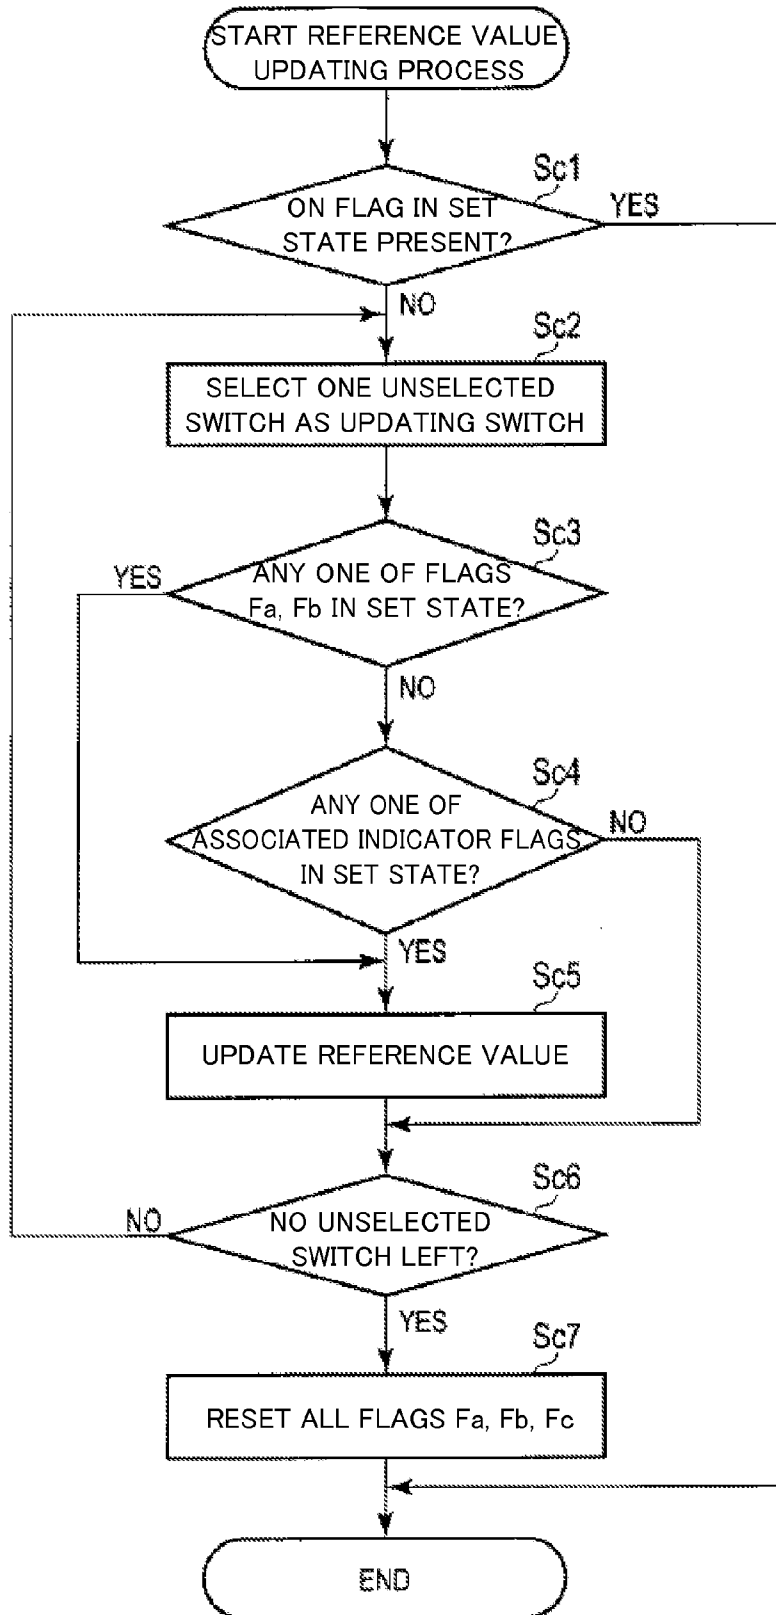 START REFERENCE VALUE
UPDATING PROCESS
Sc1
ON FLAG IN SET
STATE PRESENT?
YES
NO
Sc2
SELECT ONE UNSELECTED
SWITCH AS UPDATING SWITCH
Sc3
YES
ANY ONE OF FLAGS
Fa, Fb IN SET STATE?
NO
Sc4
ANY ONE OF
ASSOCIATED INDICATOR FLAGS
IN SET STATE?
NO
YES
Sc5
UPDATE REFERENCE VALUE
Sc6
NO
NO UNSELECTED
SWITCH LEFT?
YES
Sc7
RESET ALL FLAGS Fa, Fb, Fc
END